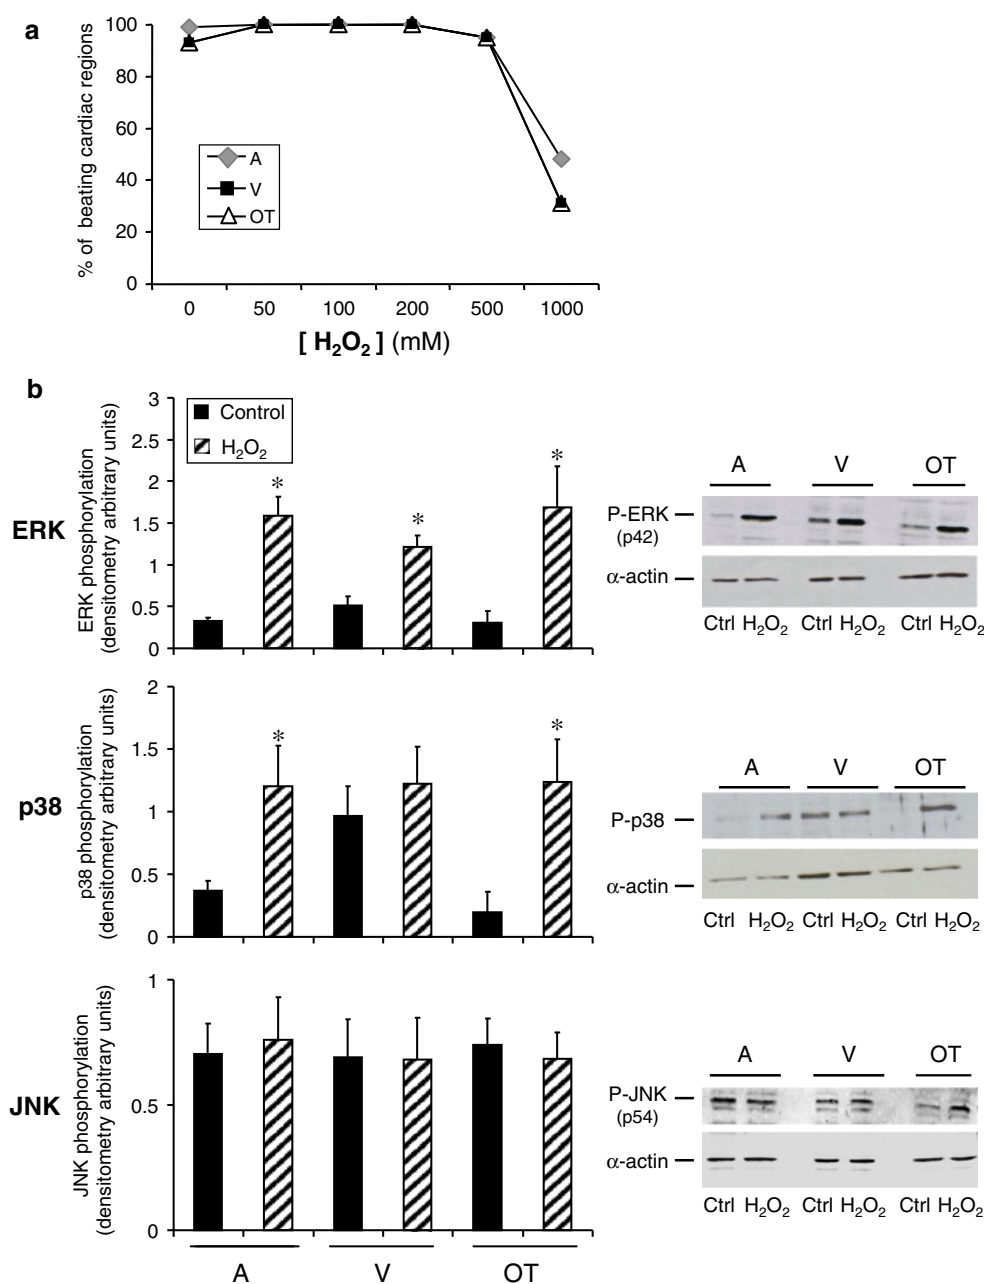 a
% of beating cardiac regions
100
80
60
40
20
0
A
V
OT
0 50 100 200 500 1000
[ H₂O₂ ] (mM)
b
ERK
ERK phosphorylation
(densitometry arbitrary units)
3
2.5
2
1.5
1
0.5
0
Control
H₂O₂
*
*
*
A V OT
P-ERK
(p42)
α-actin
Ctrl H₂O₂ Ctrl H₂O₂ Ctrl H₂O₂
p38
p38 phosphorylation
(densitometry arbitrary units)
2
1.5
1
0.5
0
*
*
A V OT
P-p38
α-actin
Ctrl H₂O₂ Ctrl H₂O₂ Ctrl H₂O₂
JNK
JNK phosphorylation
(densitometry arbitrary units)
1
0.5
0
A V OT
P-JNK
(p54)
α-actin
Ctrl H₂O₂ Ctrl H₂O₂ Ctrl H₂O₂
A V OT